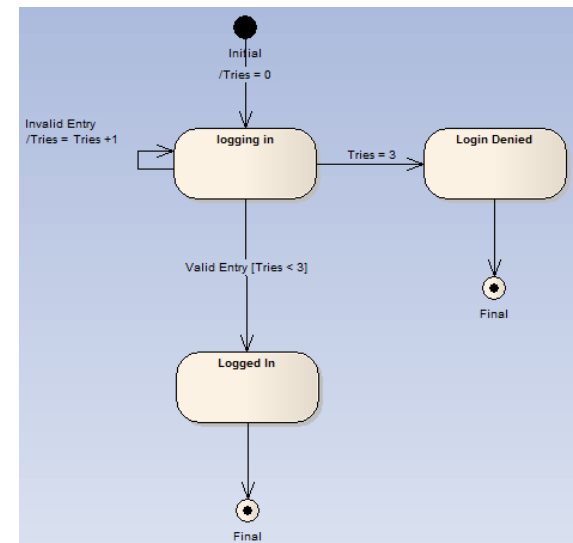 Initial
/Tries = 0
Invalid Entry
/Tries = Tries +1
logging in
Tries = 3
Login Denied
Valid Entry [Tries < 3]
Final
Logged In
Final